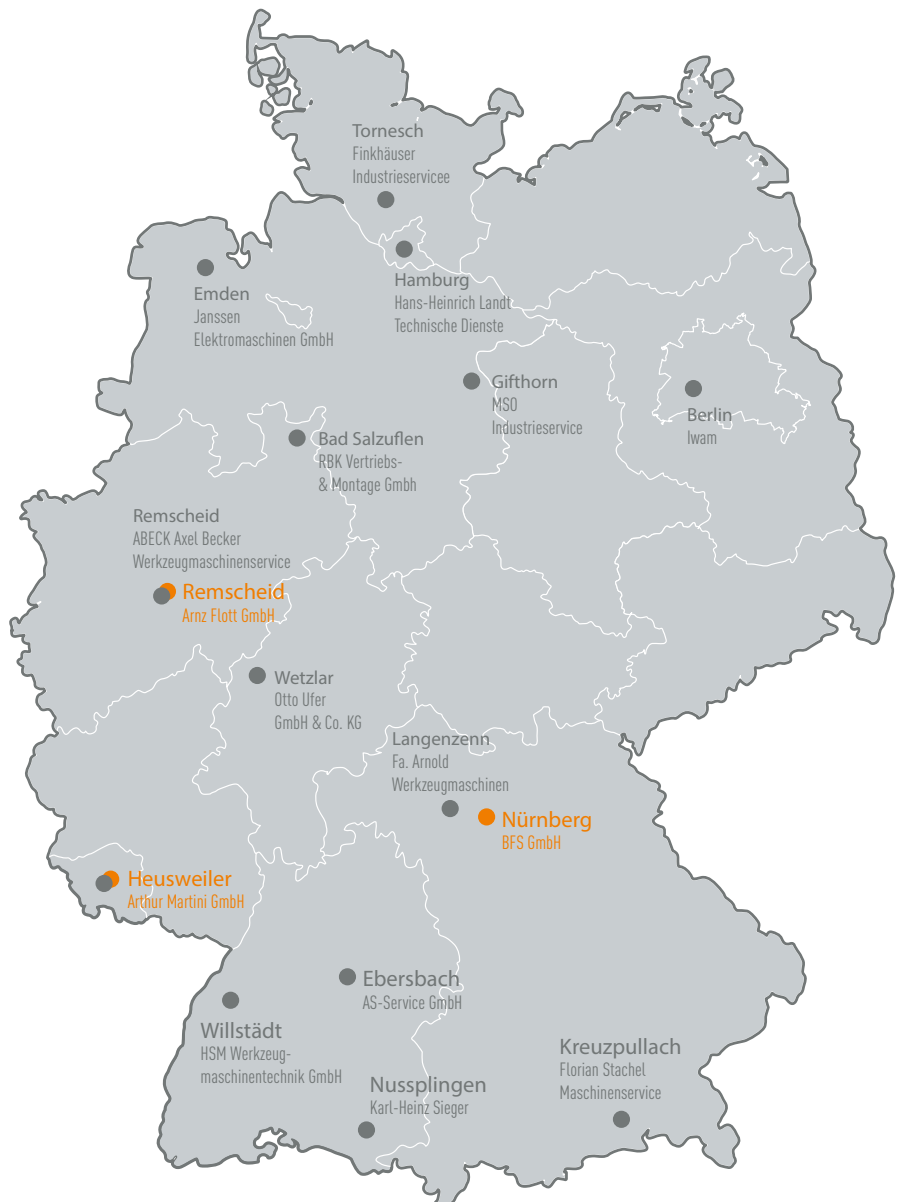 Tornesch
Finkhäuser
Industrieservicee
Hamburg
Hans-Heinrich Landt
Technische Dienste
Emden
Janssen
Elektromaschinen GmbH
Gifthorn
MSO
Industrieservice
Berlin
Iwam
Bad Salzuflen
RBK Vertriebs-
& Montage Gmbh
Remscheid
ABECK Axel Becker
Werkzeugmaschinenservice
Remscheid
Arnz Flott GmbH
Wetzlar
Otto Ufer
GmbH & Co. KG
Langenzenn
Fa. Arnold
Werkzeugmaschinen
Nürnberg
BFS GmbH
Heusweiler
Arthur Martini GmbH
Ebersbach
AS-Service GmbH
Willstädt
HSM Werkzeug-
maschinentechnik GmbH
Kreuzpullach
Florian Stachel
Maschinenservice
Nussplingen
Karl-Heinz Sieger